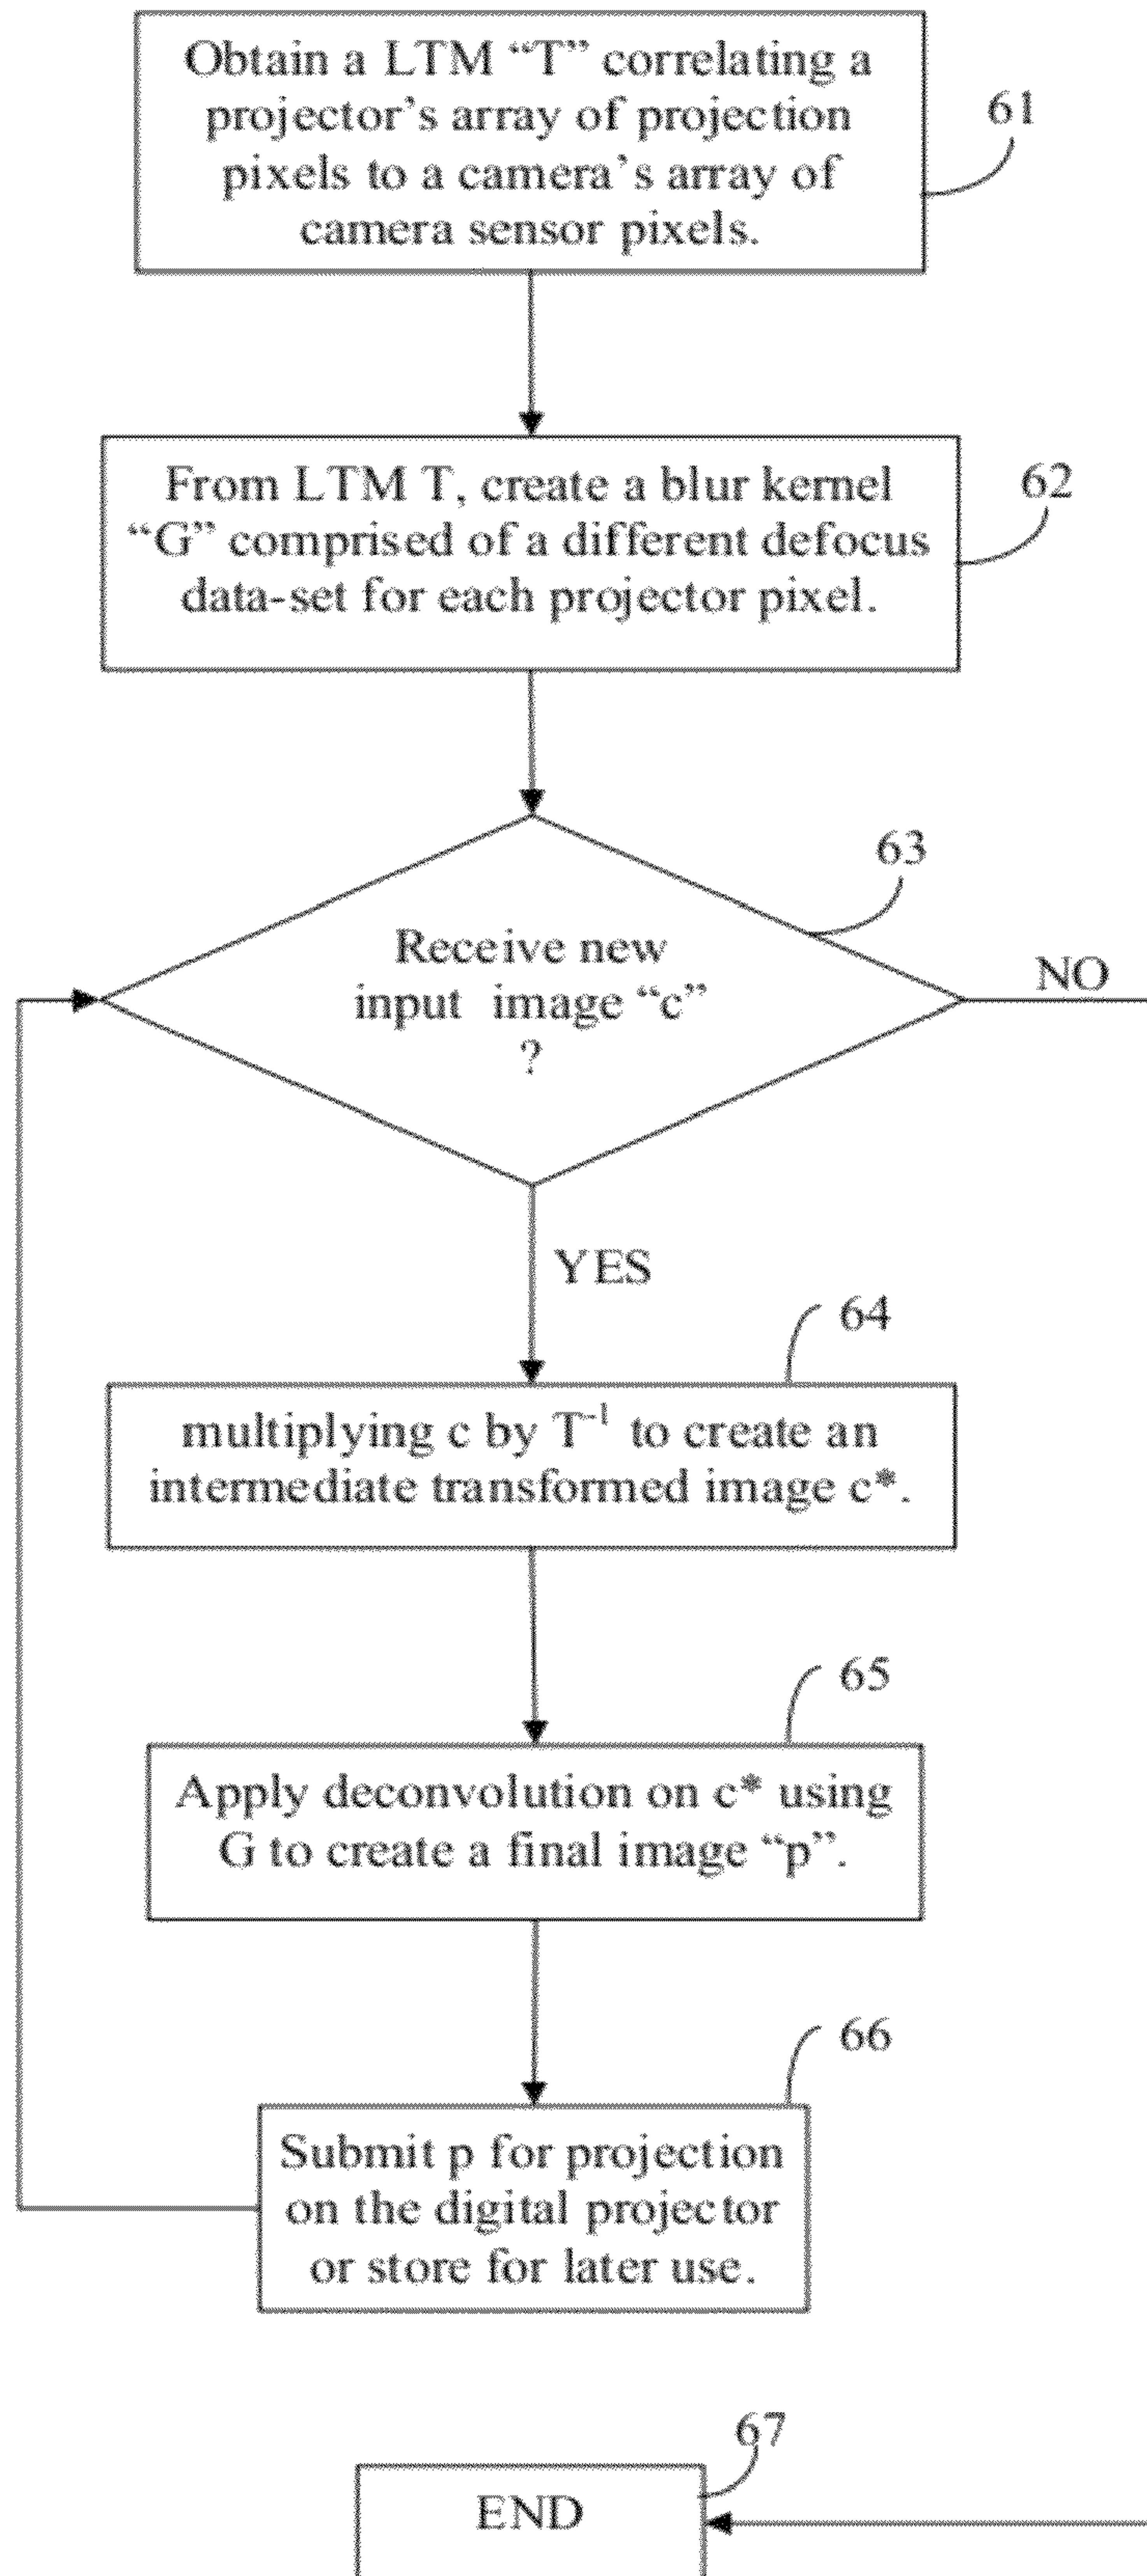 Obtain a LTM “T” correlating a
projector’s array of projection
pixels to a camera’s array of
camera sensor pixels.
61
From LTM T, create a blur kernel
“G” comprised of a different defocus
data-set for each projector pixel.
62
63
Receive new
input image “c”
?
NO
YES
64
multiplying c by T⁻¹ to create an
intermediate transformed image c*.
65
Apply deconvolution on c* using
G to create a final image “p”.
66
Submit p for projection
on the digital projector
or store for later use.
67
END